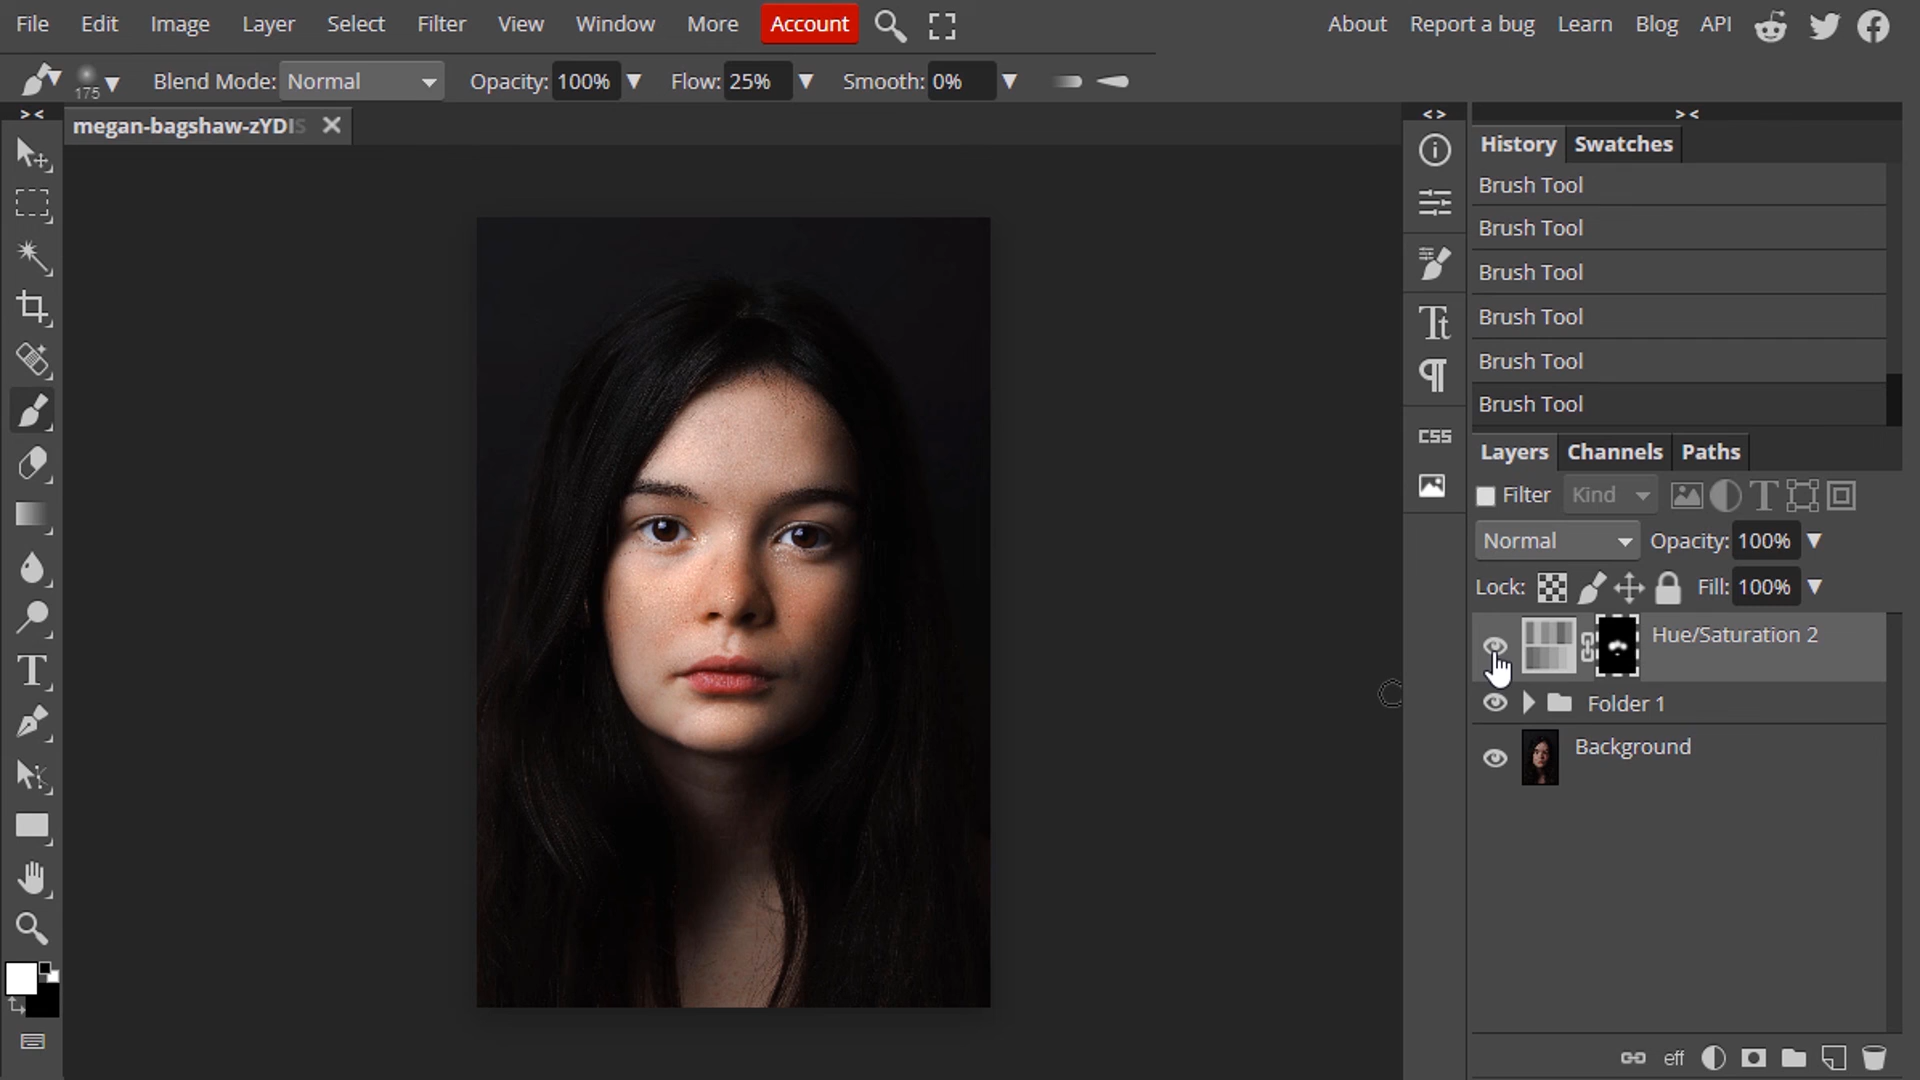 File Edit Image Layer Select Filter View Window More Account About Report a bug Learn Blog API
175 Blend Mode: Normal Opacity: 100% Flow: 25% Smooth: 0%
> < < > > <
megan-bagshaw-zYDIS
History Swatches
Brush Tool
Brush Tool
Brush Tool
Brush Tool
Brush Tool
Brush Tool
CSS
Layers Channels Paths
Filter Kind
Normal Opacity: 100%
Lock: Fill: 100%
Hue/Saturation 2
Folder 1
Background
eff